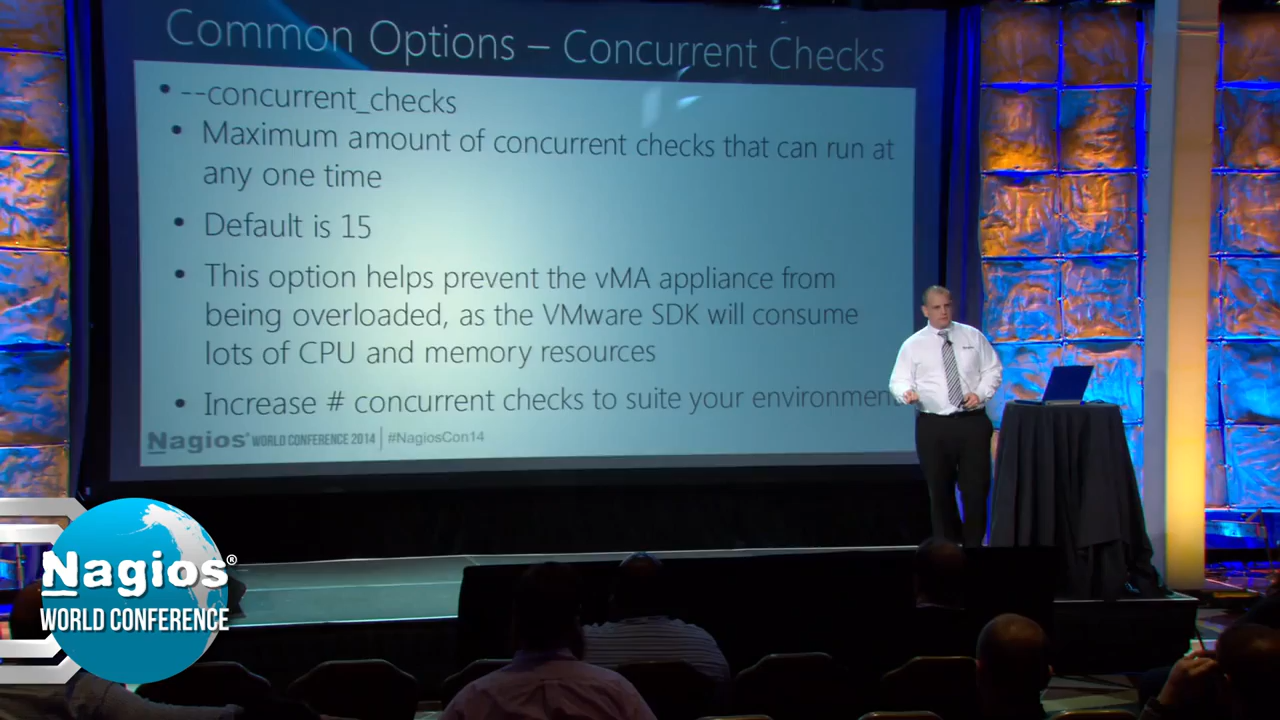 Common Options – Concurrent Checks
• --concurrent_checks
• Maximum amount of concurrent checks that can run at
any one time
• Default is 15
• This option helps prevent the vMA appliance from
being overloaded, as the VMware SDK will consume
lots of CPU and memory resources
• Increase # concurrent checks to suite your environment
Nagios® WORLD CONFERENCE 2014 | #NagiosCon14
Nagios®
WORLD CONFERENCE